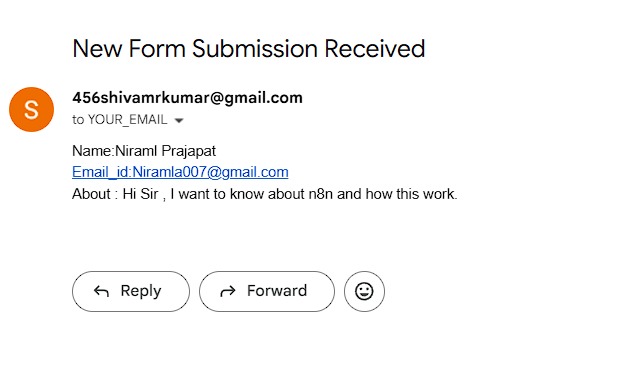 New Form Submission Received
S
456shivamrkumar@gmail.com
to YOUR_EMAIL
Name:Niraml Prajapat
Email_id:Niramla007@gmail.com
About : Hi Sir , I want to know about n8n and how this work.
Reply Forward